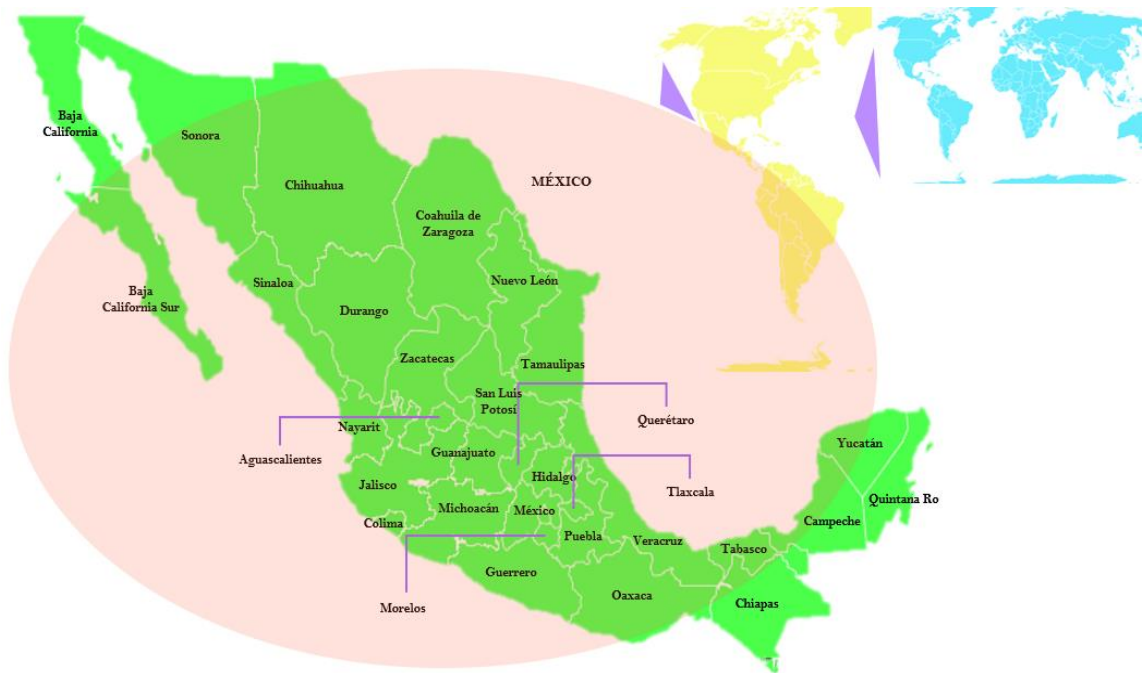 Baja
California
Sonora
Chihuahua
MÉXICO
Coahuila de
Zaragoza
Sinaloa
Nuevo León
Baja
California Sur
Durango
Zacatecas
Tamaulipas
San Luis
Potosí
Querétaro
Nayarit
Aguascalientes
Guanajuato
Yucatán
Hidalgo
Jalisco
Tlaxcala
Quintana Ro
Michoacán
México
Colima
Campeche
Puebla
Veracruz
Tabasco
Guerrero
Oaxaca
Chiapas
Morelos